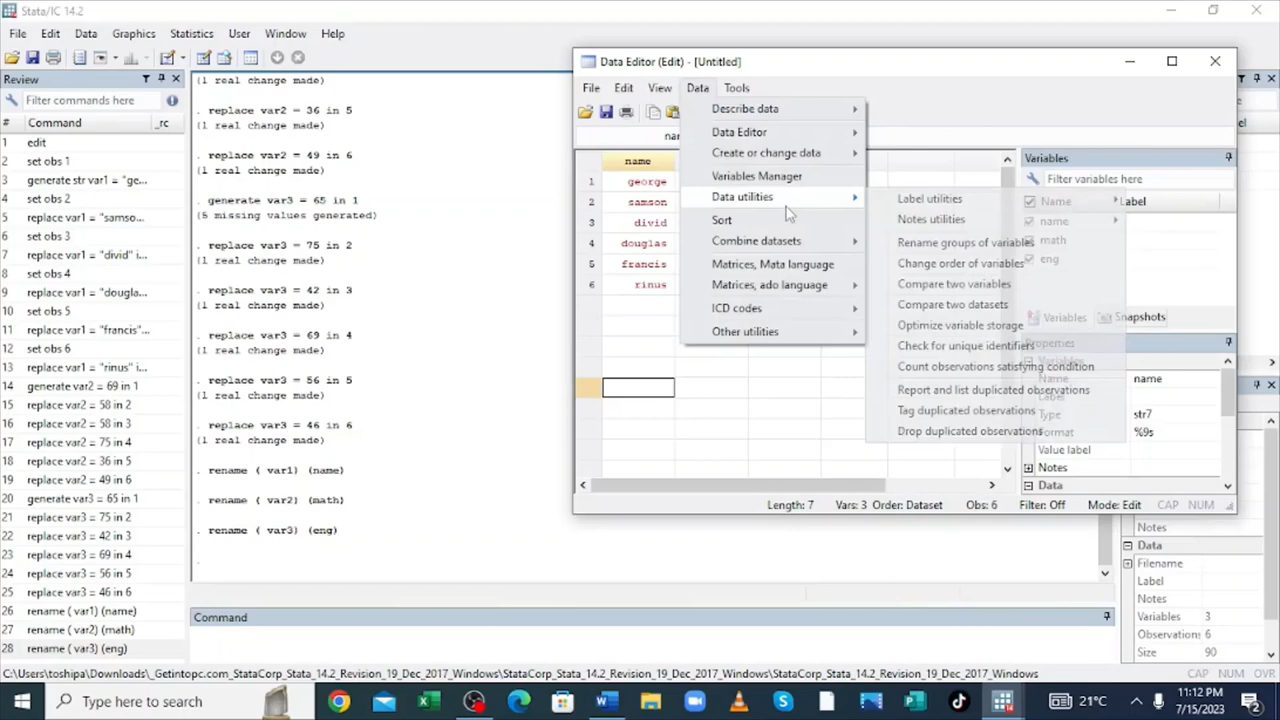 Stata/IC 14.2
File Edit Data Graphics Statistics User Window Help
Review
Filter commands here
# Command _rc
1 edit
2 set obs 1
3 generate str var1 = "ge...
4 set obs 2
5 replace var1 = "samso...
6 set obs 3
7 replace var1 = "divid" i...
8 set obs 4
9 replace var1 = "dougla...
10 set obs 5
11 replace var1 = "francis"...
12 set obs 6
13 replace var1 = "rinus" i...
14 generate var2 = 69 in 1
15 replace var2 = 58 in 2
16 replace var2 = 58 in 3
17 replace var2 = 75 in 4
18 replace var2 = 36 in 5
19 replace var2 = 49 in 6
20 generate var3 = 65 in 1
21 replace var3 = 75 in 2
22 replace var3 = 42 in 3
23 replace var3 = 69 in 4
24 replace var3 = 56 in 5
25 replace var3 = 46 in 6
26 rename ( var1) (name)
27 rename ( var2) (math)
28 rename ( var3) (eng)
(1 real change made)
. replace var2 = 36 in 5
(1 real change made)
. replace var2 = 49 in 6
(1 real change made)
. generate var3 = 65 in 1
(5 missing values generated)
. replace var3 = 75 in 2
(1 real change made)
. replace var3 = 42 in 3
(1 real change made)
. replace var3 = 69 in 4
(1 real change made)
. replace var3 = 56 in 5
(1 real change made)
. replace var3 = 46 in 6
(1 real change made)
. rename ( var1) (name)
. rename ( var2) (math)
. rename ( var3) (eng)
.
Command
Data Editor (Edit) - [Untitled]
File Edit View Data Tools
name
1 george
2 samson
3 divid
4 douglas
5 francis
6 rinus
Describe data
Data Editor
Create or change data
Variables Manager
Data utilities
Sort
Combine datasets
Matrices, Mata language
Matrices, ado language
ICD codes
Other utilities
Label utilities
Notes utilities
Rename groups of variables
Change order of variables
Compare two variables
Compare two datasets
Optimize variable storage
Check for unique identifiers
Count observations satisfying condition
Report and list duplicated observations
Tag duplicated observations
Drop duplicated observations
Variables
Filter variables here
Name Label
name
math
eng
Variables Snapshots
Properties
Variables
Name name
Label
Type str7
Format %9s
Value label
Notes
Data
Length: 7 Vars: 3 Order: Dataset Obs: 6 Filter: Off Mode: Edit CAP NUM
Notes
Data
Filename
Label
Notes
Variables 3
Observations 6
Size 90
C:\Users\toshipa\Downloads\_Getintopc.com_StataCorp_Stata_14.2_Revision_19_Dec_2017_Windows\StataCorp_Stata_14.2_Revision_19_Dec_2017_Windows\StataCorp_Stata_14.2_Revision_19_Dec_2017_Windows
CAP NUM OVR
Type here to search
21°C
11:12 PM
7/15/2023
2